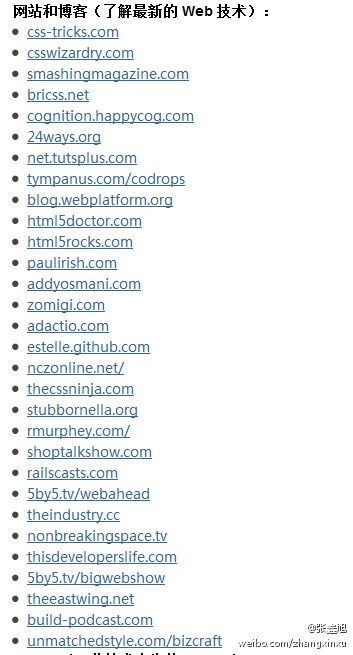 网站和博客（了解最新的 Web 技术）：
css-tricks.com
csswizardry.com
smashingmagazine.com
bricss.net
cognition.happycog.com
24ways.org
net.tutsplus.com
tympanus.com/codrops
blog.webplatform.org
html5doctor.com
html5rocks.com
paulirish.com
addyosmani.com
zomigi.com
adactio.com
estelle.github.com
nczonline.net/
thecssninja.com
stubbornella.org
rmurphey.com/
shoptalkshow.com
railscasts.com
5by5.tv/webahead
theindustry.cc
nonbreakingspace.tv
thisdeveloperslife.com
5by5.tv/bigwebshow
theeastwing.net
build-podcast.com
unmatchedstyle.com/bizcraft
@张鑫旭
weibo.com/zhangxinxu